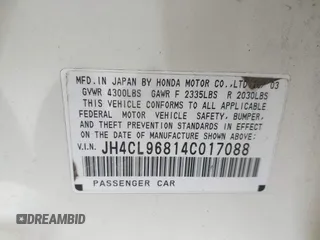 MFD. IN JAPAN BY HONDA MOTOR CO.,LTD. 03
GVWR 4300LBS GAWR F 2335LBS R 2030LBS
THIS VEHICLE CONFORMS TO ALL APPLICABLE
FEDERAL MOTOR VEHICLE SAFETY, BUMPER,
AND THEFT PREVENTION STANDARDS IN EFFECT
ON THE DATE OF MANUFACTURE SHOWN ABOVE.
V.I.N. JH4CL96814C017088
PASSENGER CAR
DREAMBID
DREAMBID